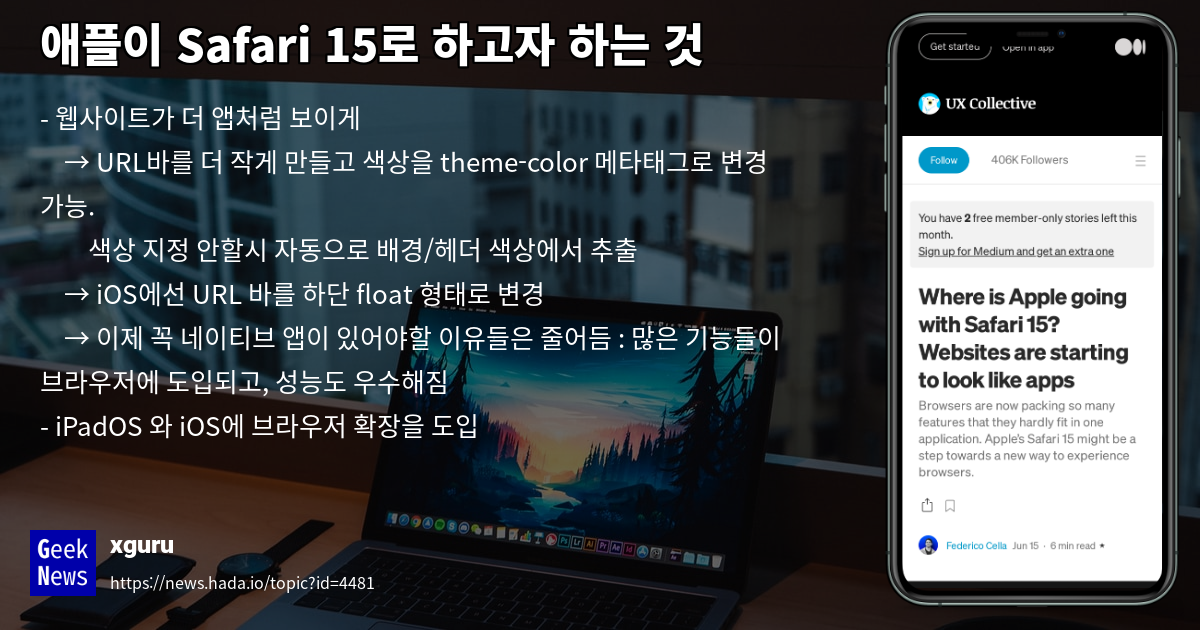 애플이 Safari 15로 하고자 하는 것
- 웹사이트가 더 앱처럼 보이게
→ URL바를 더 작게 만들고 색상을 theme-color 메타태그로 변경
가능.
색상 지정 안할시 자동으로 배경/헤더 색상에서 추출
→ iOS에선 URL 바를 하단 float 형태로 변경
→ 이제 꼭 네이티브 앱이 있어야할 이유들은 줄어듬 : 많은 기능들이
브라우저에 도입되고, 성능도 우수해짐
- iPadOS 와 iOS에 브라우저 확장을 도입
Geek
News
xguru
https://news.hada.io/topic?id=4481
Get started
Open in app
UX Collective
Follow
406K Followers
You have 2 free member-only stories left this
month.
Sign up for Medium and get an extra one
Where is Apple going
with Safari 15?
Websites are starting
to look like apps
Browsers are now packing so many
features that they hardly fit in one
application. Apple's Safari 15 might be a
step towards a new way to experience
browsers.
Federico Cella Jun 15 · 6 min read ★